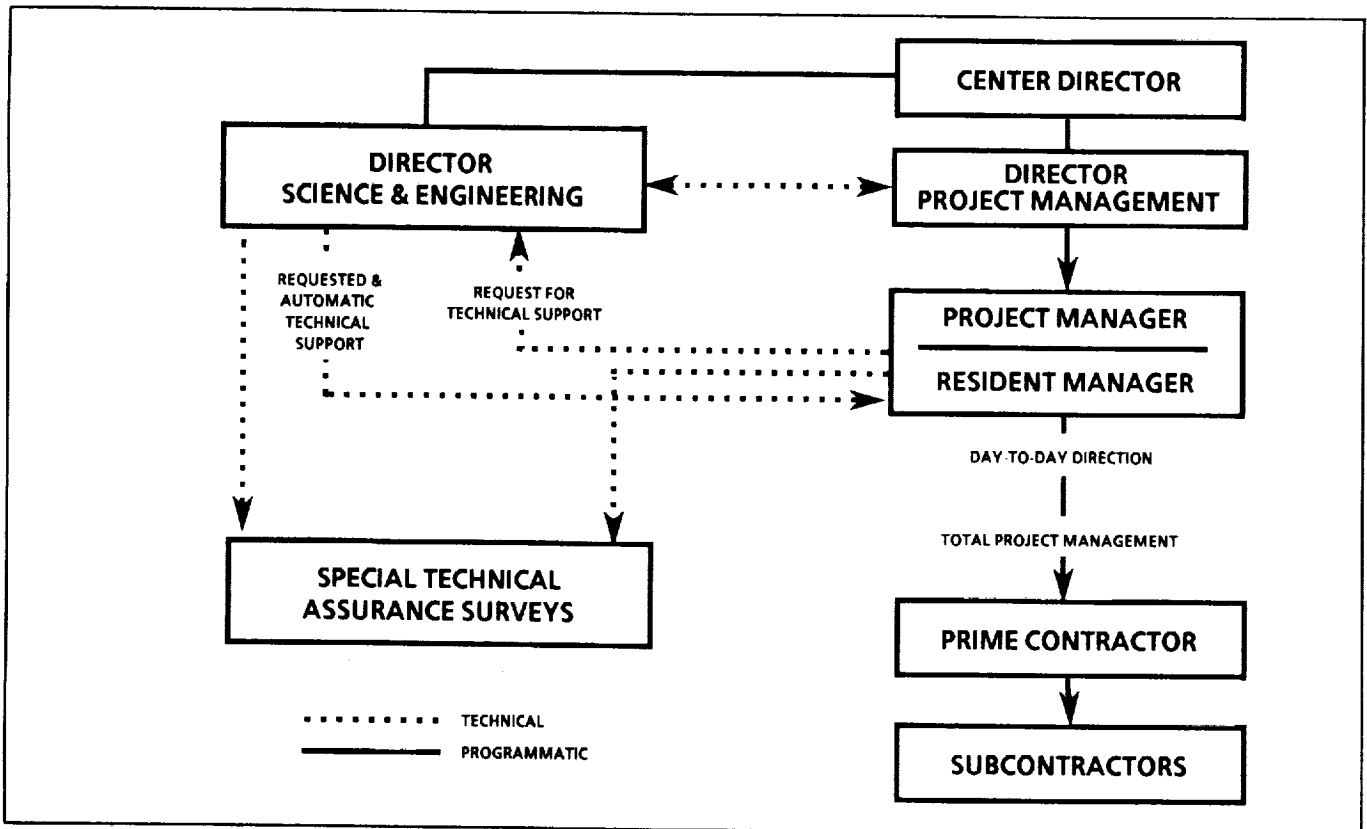 CENTER DIRECTOR
DIRECTOR
SCIENCE & ENGINEERING
DIRECTOR
PROJECT MANAGEMENT
REQUESTED &
AUTOMATIC
TECHNICAL
SUPPORT
REQUEST FOR
TECHNICAL SUPPORT
PROJECT MANAGER
RESIDENT MANAGER
DAY-TO-DAY DIRECTION
TOTAL PROJECT MANAGEMENT
SPECIAL TECHNICAL
ASSURANCE SURVEYS
PRIME CONTRACTOR
TECHNICAL
PROGRAMMATIC
SUBCONTRACTORS